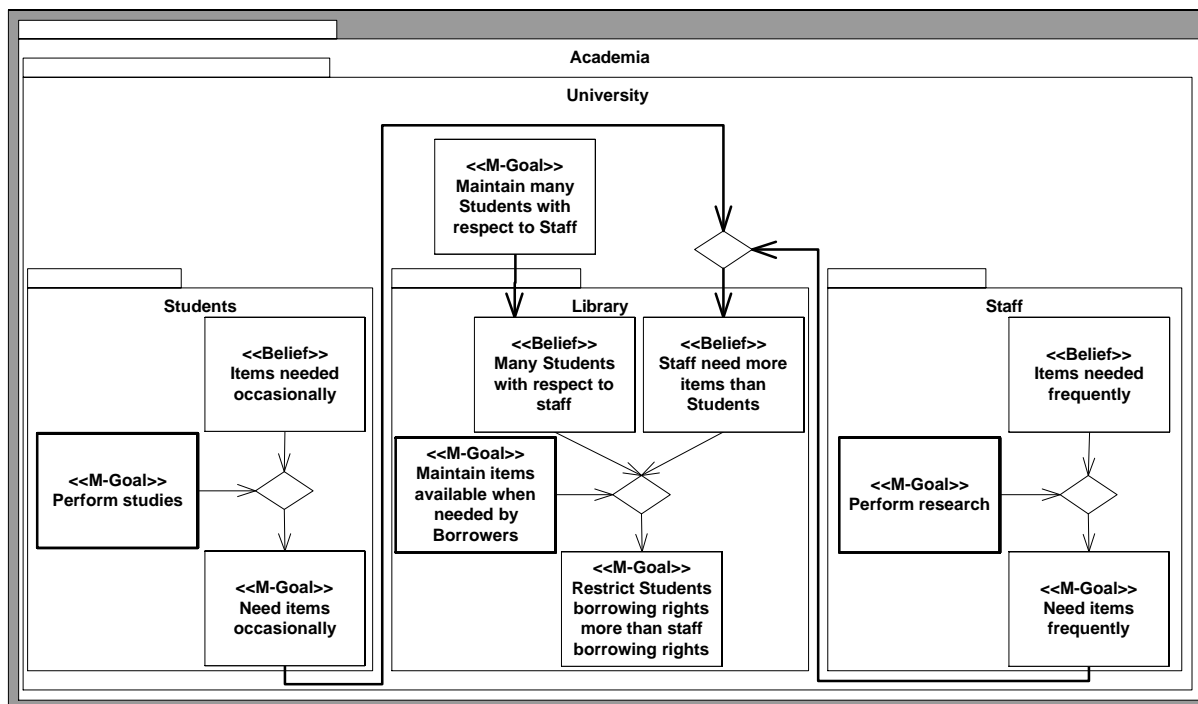 Academia
University
<<M-Goal>>
Maintain many
Students with
respect to Staff
Students
<<Belief>>
Items needed
occasionally
<<M-Goal>>
Perform studies
<<M-Goal>>
Need items
occasionally
Library
<<Belief>>
Many Students
with respect to
staff
<<Belief>>
Staff need more
items than
Students
<<M-Goal>>
Maintain items
available when
needed by
Borrowers
<<M-Goal>>
Restrict Students
borrowing rights
more than staff
borrowing rights
Staff
<<Belief>>
Items needed
frequently
<<M-Goal>>
Perform research
<<M-Goal>>
Need items
frequently